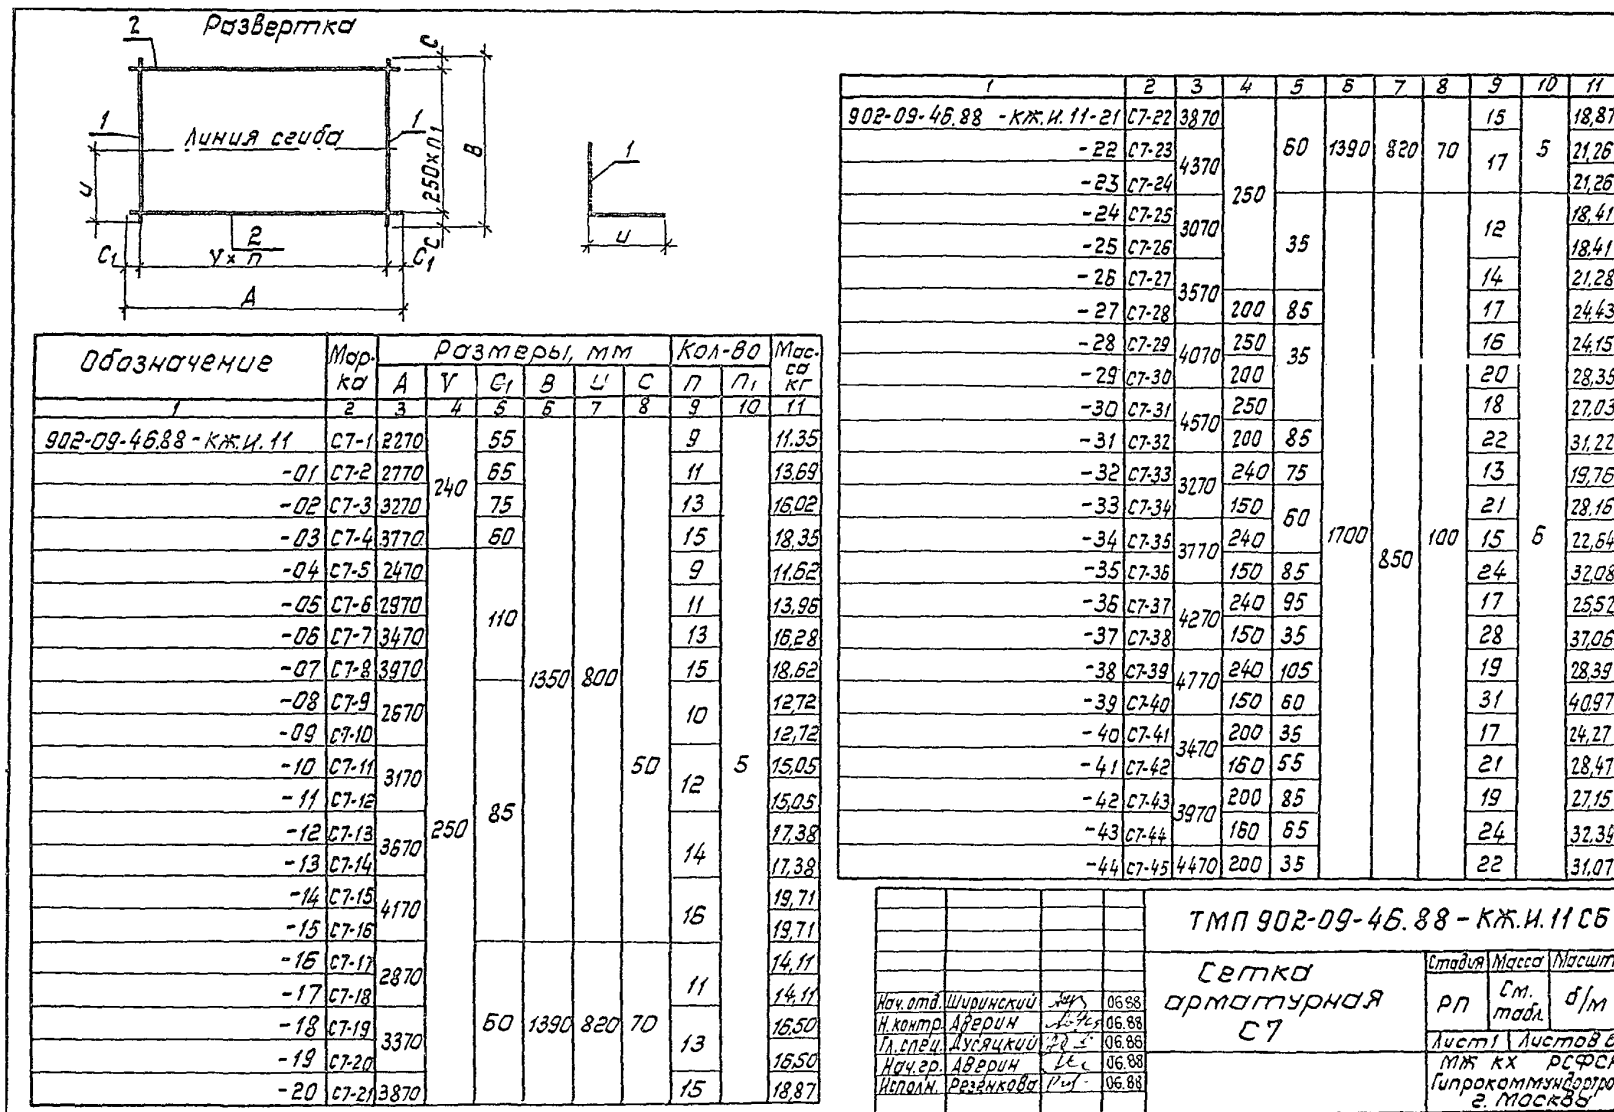 Развертка
2
C
1
1
Линия сгиба
250×n1
B
u
2
V×n
C1
C1
C
A
1
u
Обозначение Марка Размеры, мм Кол-во Масса кг
A V C1 B U C n n1
1 2 3 4 5 6 7 8 9 10 11
902-09-46.88-КЖ.И.11 С7-1 2270 240 55 1350 800 50 9 5 11.35
-01 С7-2 2770 65 11 13,69
-02 С7-3 3270 75 13 16,02
-03 С7-4 3770 60 15 18,35
-04 С7-5 2470 250 110 9 11,62
-05 С7-6 2970 11 13,96
-06 С7-7 3470 13 16,28
-07 С7-8 3970 15 18,62
-08 С7-9 2670 85 10 12,72
-09 С7-10 12,72
-10 С7-11 3170 12 15,05
-11 С7-12 15,05
-12 С7-13 3670 14 17,38
-13 С7-14 17,38
-14 С7-15 4170 16 19,71
-15 С7-16 19,71
-16 С7-17 2870 60 1390 820 70 11 14,11
-17 С7-18 14,11
-18 С7-19 3370 13 16,50
-19 С7-20 16,50
-20 С7-21 3870 15 18,87
1 2 3 4 5 6 7 8 9 10 11
902-09-46.88 -КЖ.И.11-21 С7-22 3870 250 60 1390 820 70 15 5 18,87
-22 С7-23 4370 17 21,26
-23 С7-24 21,26
-24 С7-25 3070 35 1700 850 100 12 6 18,41
-25 С7-26 18,41
-26 С7-27 3570 14 21,28
-27 С7-28 200 85 17 24,43
-28 С7-29 4070 250 35 16 24,15
-29 С7-30 200 20 28,35
-30 С7-31 4570 250 18 27,03
-31 С7-32 200 85 22 31,22
-32 С7-33 3270 240 75 13 19,76
-33 С7-34 150 60 21 28,16
-34 С7-35 3770 240 15 22,64
-35 С7-36 150 85 24 32,08
-36 С7-37 4270 240 95 17 25,52
-37 С7-38 150 35 28 37,06
-38 С7-39 4770 240 105 19 28,39
-39 С7-40 150 60 31 40,97
-40 С7-41 3470 200 35 17 24,27
-41 С7-42 160 55 21 28,47
-42 С7-43 3970 200 85 19 27,15
-43 С7-44 160 65 24 32,34
-44 С7-45 4470 200 35 22 31,07
ТМП 902-09-46.88-КЖ.И.11 СБ
Сетка
арматурная
С7
Стадия Масса Масшт
РП См. табл. б/м
Лист 1 Листов
Нач.отд. Ширинский 06.88
Н.контр. Аверин 06.88
Гл.спец. Дусяцкий 06.88
Нач.гр. Аверин 06.88
Исполн. Резенкова 06.88
МЖ КХ РСФСР
Гипрокоммундортра
г. Москва